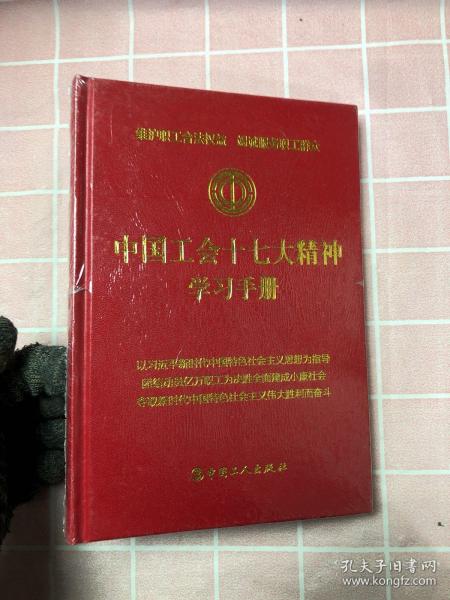 维护职工合法权益 竭诚服务职工群众
中国工会十七大精神
学习手册
以习近平新时代中国特色社会主义思想为指导
团结动员亿万职工为决胜全面建成小康社会
夺取新时代中国特色社会主义伟大胜利而奋斗
中国工人出版社
孔夫子旧书网
www.kongfz.com